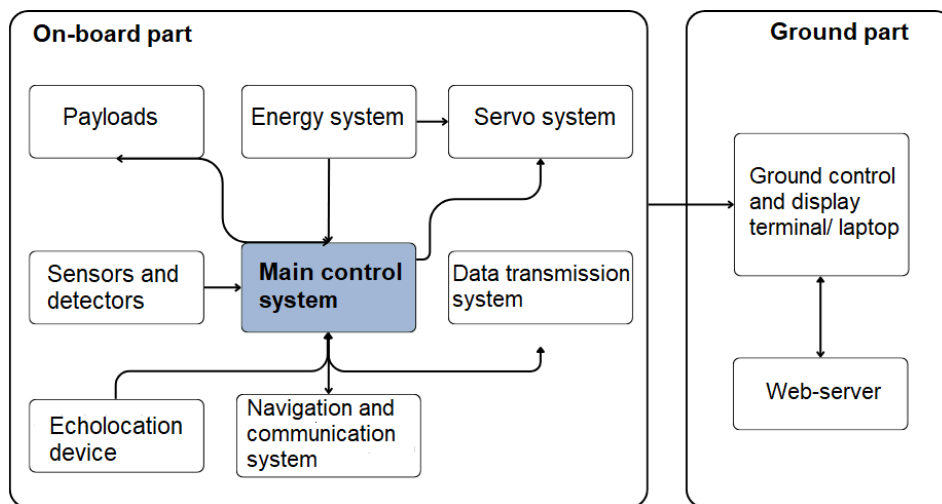 On-board part
Ground part
Payloads
Energy system
Servo system
Ground control
and display
terminal/ laptop
Sensors and
detectors
Main control
system
Data transmission
system
Echolocation
device
Navigation and
communication
system
Web-server